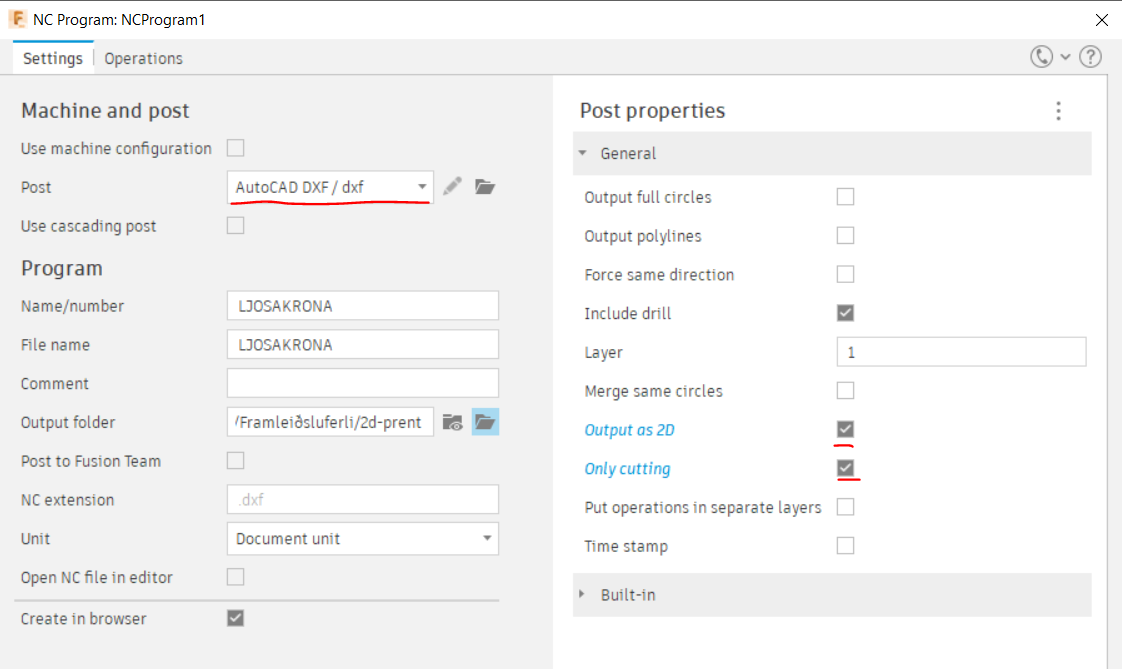 NC Program: NCProgram1
Settings Operations
Machine and post
Use machine configuration
Post AutoCAD DXF / dxf
Use cascading post
Program
Name/number LJOSAKRONA
File name LJOSAKRONA
Comment
Output folder /Framleiðsluferli/2d-prent
Post to Fusion Team
NC extension .dxf
Unit Document unit
Open NC file in editor
Create in browser
Post properties
General
Output full circles
Output polylines
Force same direction
Include drill
Layer 1
Merge same circles
Output as 2D
Only cutting
Put operations in separate layers
Time stamp
Built-in